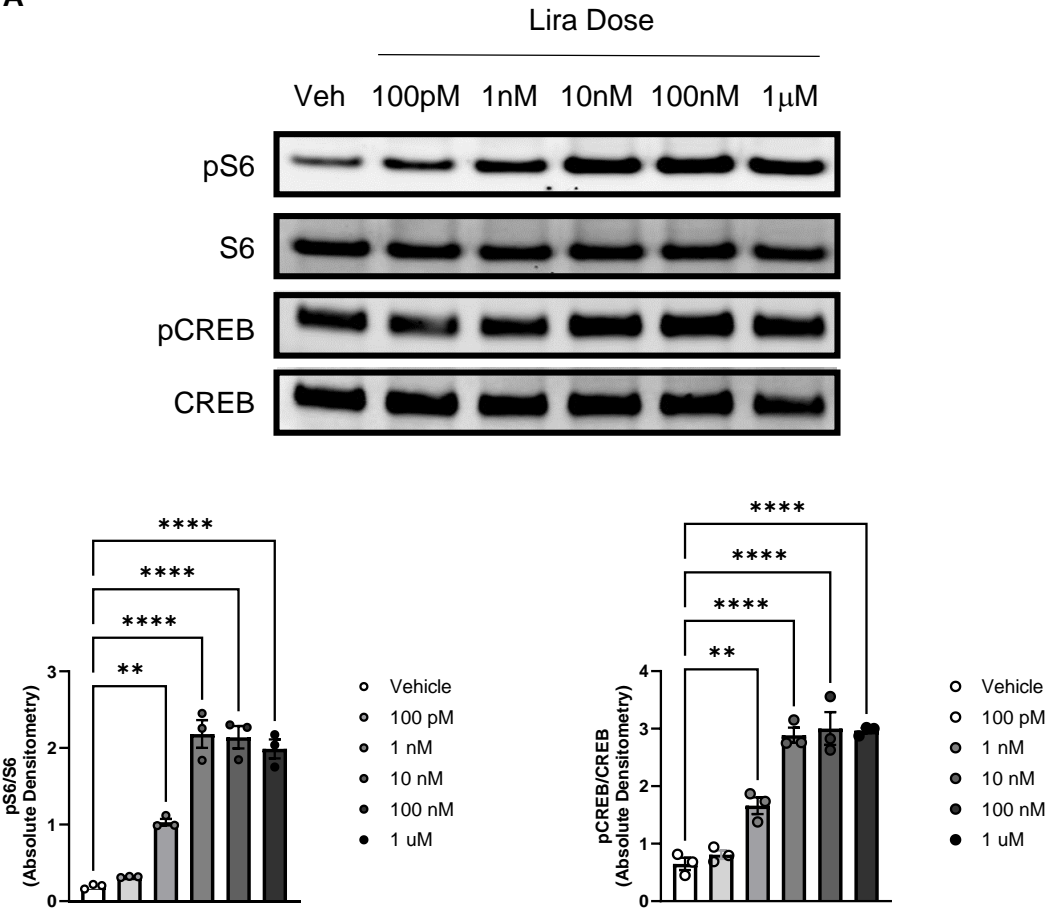 A
Lira Dose
Veh 100pM 1nM 10nM 100nM 1μM
pS6
S6
pCREB
CREB
****
****
****
**
3
2
1
0
pS6/S6
(Absolute Densitometry)
Vehicle
100 pM
1 nM
10 nM
100 nM
1 uM
****
****
****
**
4
3
2
1
0
pCREB/CREB
(Absolute Densitometry)
Vehicle
100 pM
1 nM
10 nM
100 nM
1 uM